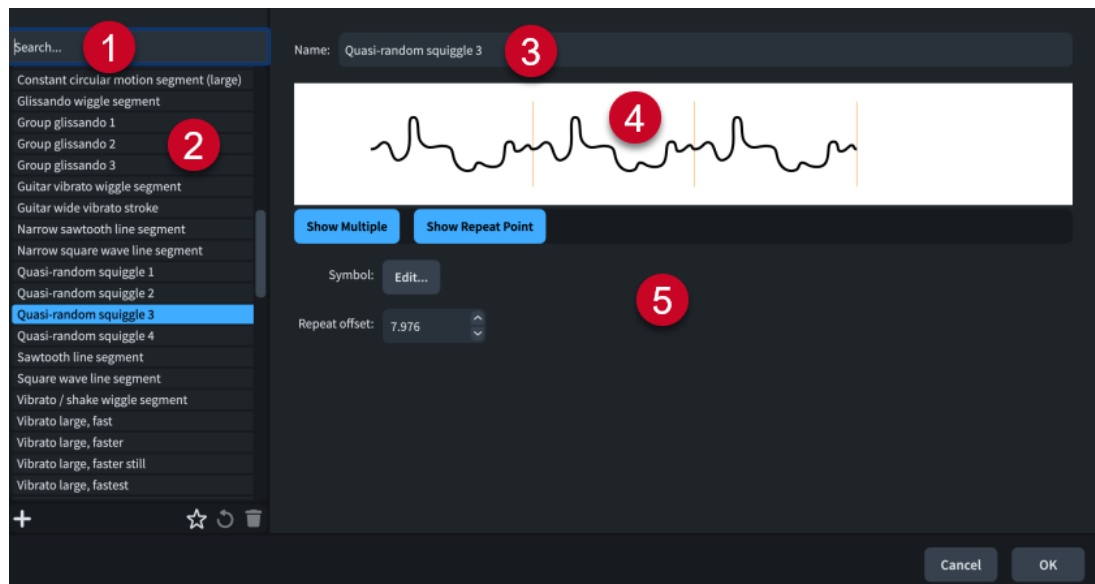 Search...
1
Constant circular motion segment (large)
Glissando wiggle segment
Group glissando 1
Group glissando 2
2
Group glissando 3
Guitar vibrato wiggle segment
Guitar wide vibrato stroke
Narrow sawtooth line segment
Narrow square wave line segment
Quasi-random squiggle 1
Quasi-random squiggle 2
Quasi-random squiggle 3
Quasi-random squiggle 4
Sawtooth line segment
Square wave line segment
Vibrato / shake wiggle segment
Vibrato large, fast
Vibrato large, faster
Vibrato large, faster still
Vibrato large, fastest
Name: Quasi-random squiggle 3
3
4
Show Multiple Show Repeat Point
Symbol: Edit...
5
Repeat offset: 7.976
Cancel OK